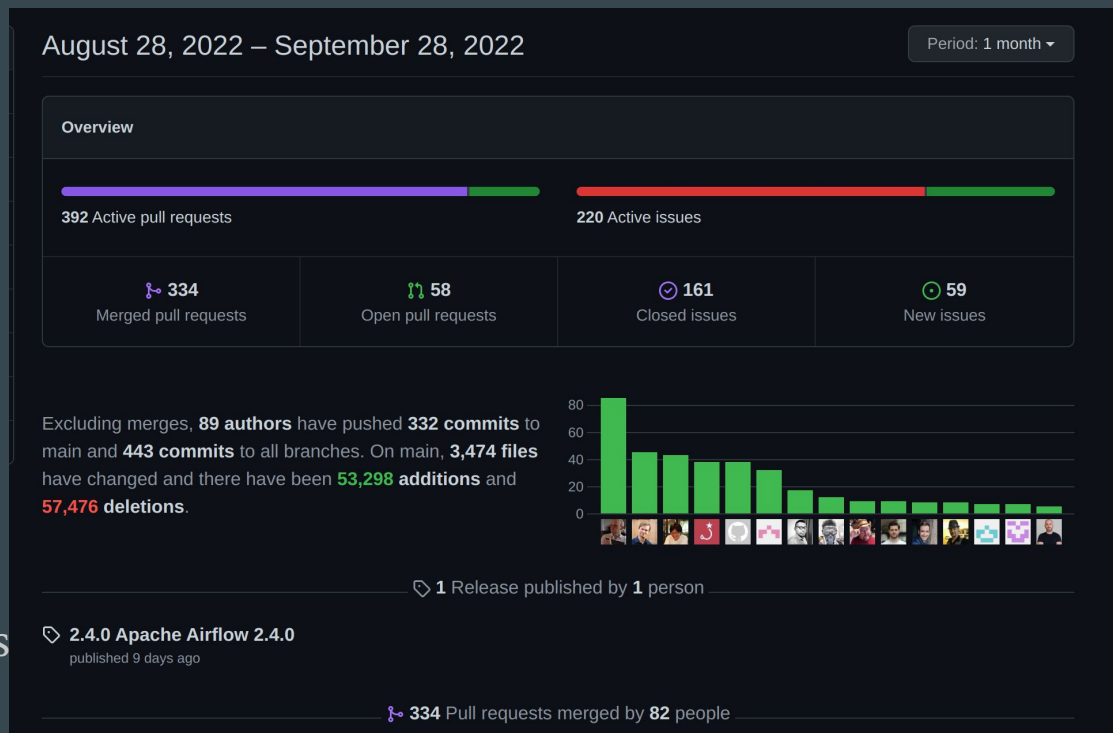 August 28, 2022 – September 28, 2022
Period: 1 month
Overview
392 Active pull requests
220 Active issues
334
Merged pull requests
58
Open pull requests
161
Closed issues
59
New issues
Excluding merges, 89 authors have pushed 332 commits to
main and 443 commits to all branches. On main, 3,474 files
have changed and there have been 53,298 additions and
57,476 deletions.
80
60
40
20
0
1 Release published by 1 person
s
2.4.0 Apache Airflow 2.4.0
published 9 days ago
334 Pull requests merged by 82 people